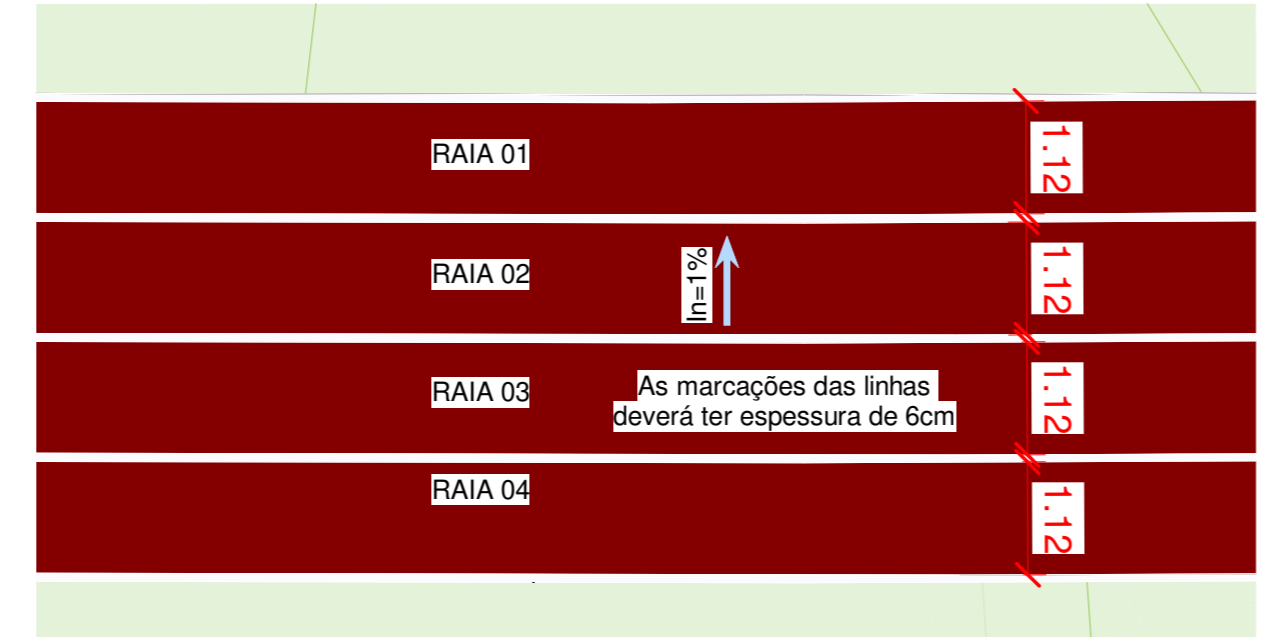 RAIA 01
1.12
RAIA 02
In=1%
1.12
RAIA 03
As marcações das linhas
deverá ter espessura de 6cm
1.12
RAIA 04
1.12